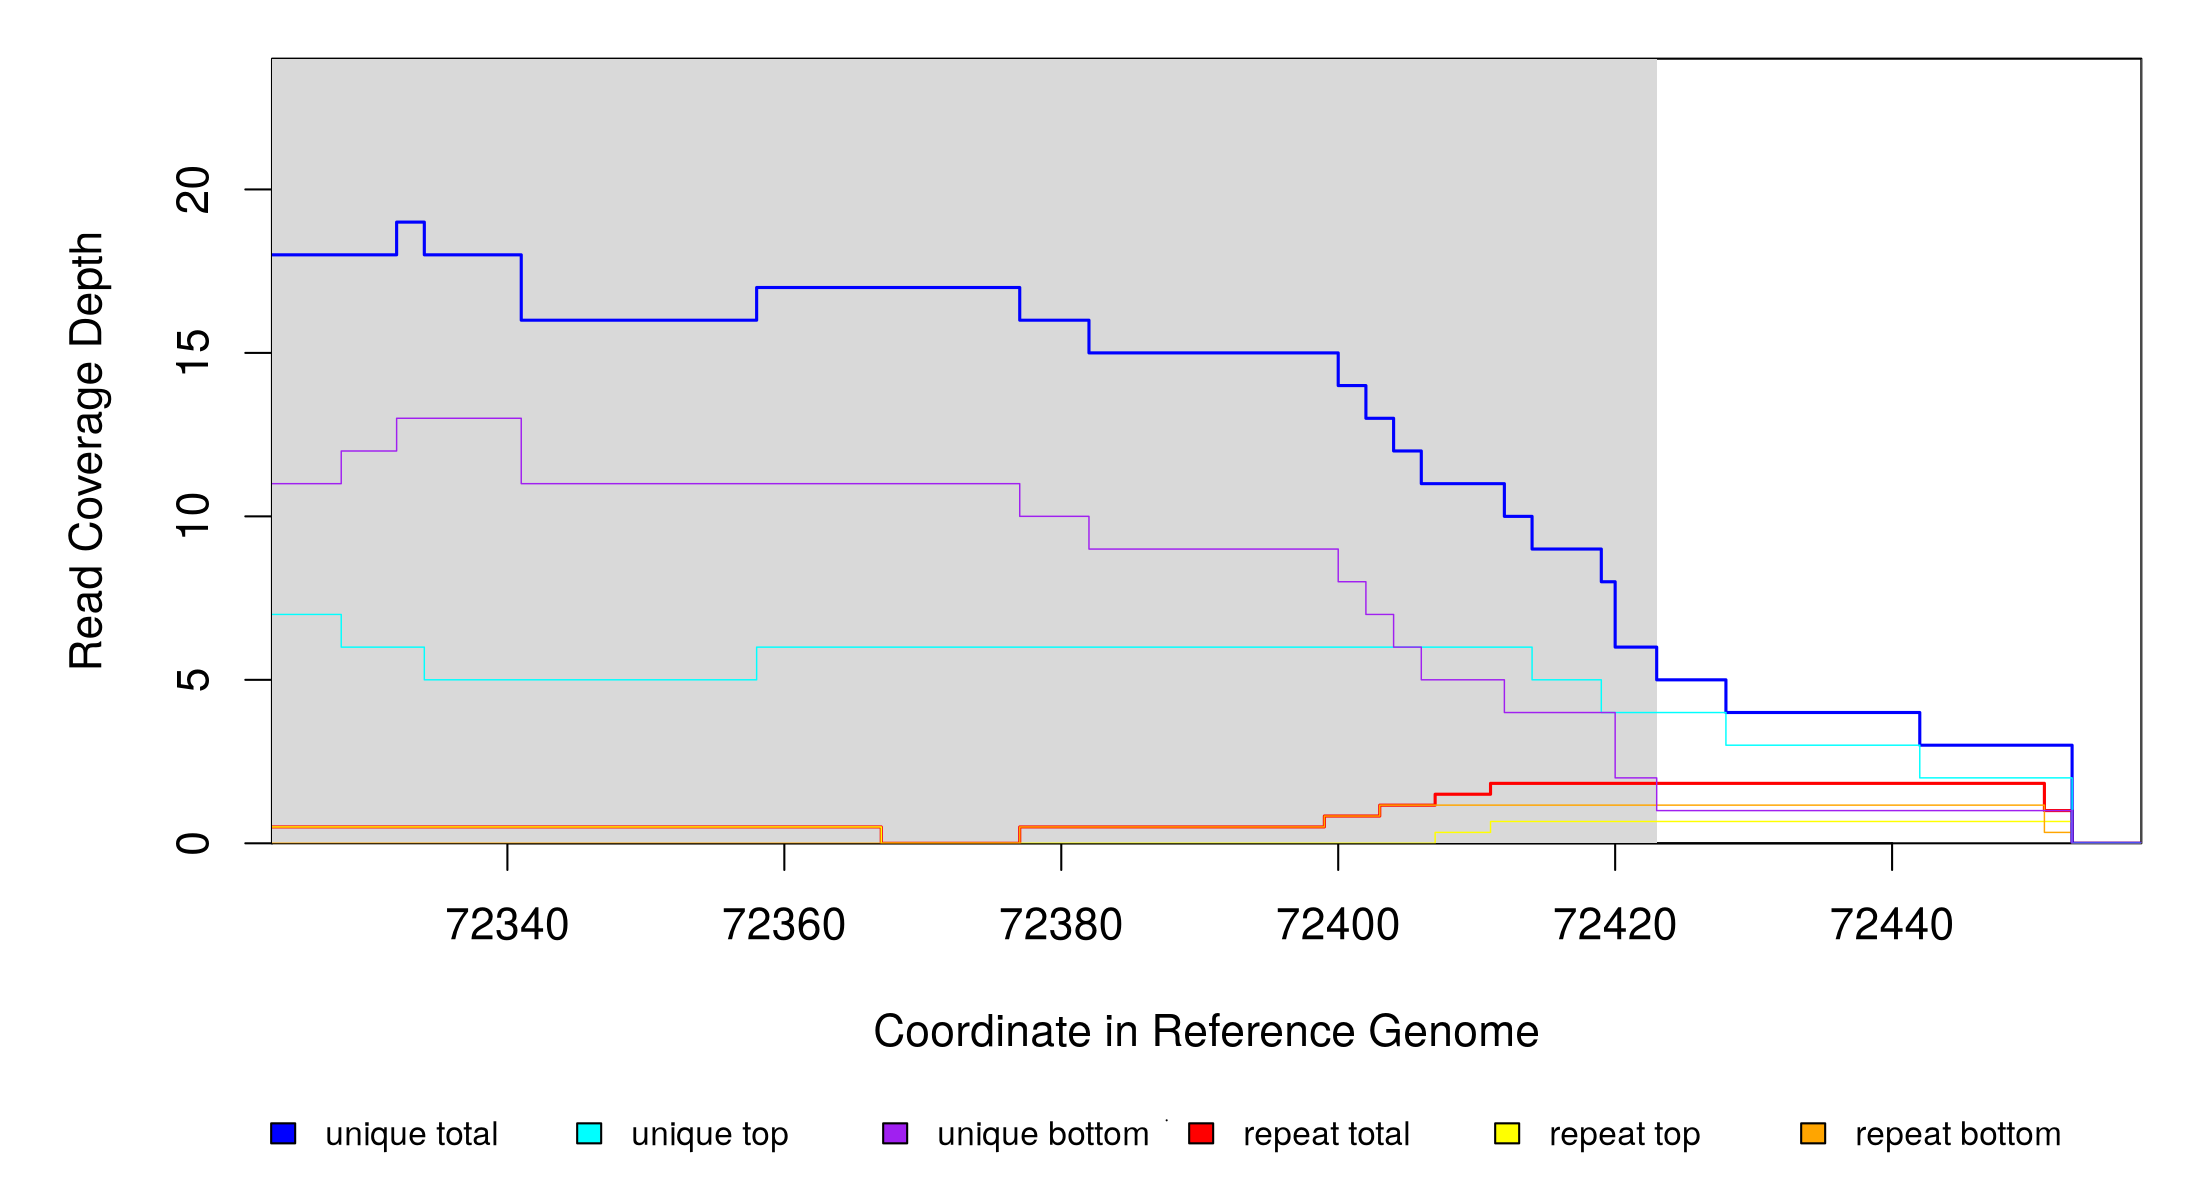 Read Coverage Depth
20
15
10
5
0
72340 72360 72380 72400 72420 72440
Coordinate in Reference Genome
unique total unique top unique bottom repeat total repeat top repeat bottom